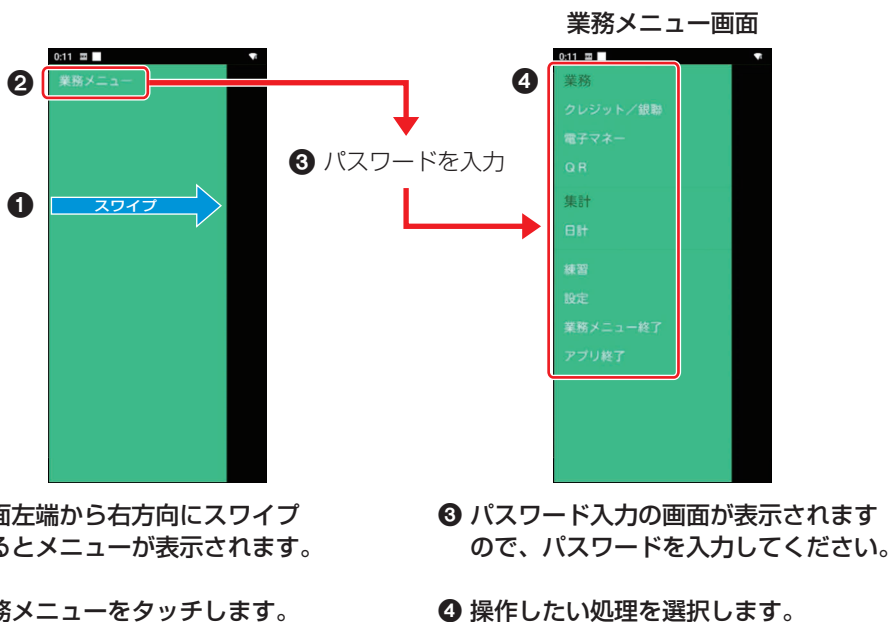 業務メニュー画面
0:11
❷ 業務メニュー
❶ スワイプ
❸ パスワードを入力
0:11
❹ 業務
クレジット／銀聯
電子マネー
QR
集計
日計
練習
設定
業務メニュー終了
アプリ終了
面左端から右方向にスワイプ
るとメニューが表示されます。
務メニューをタッチします。
❸ パスワード入力の画面が表示されます
ので、パスワードを入力してください。
❹ 操作したい処理を選択します。